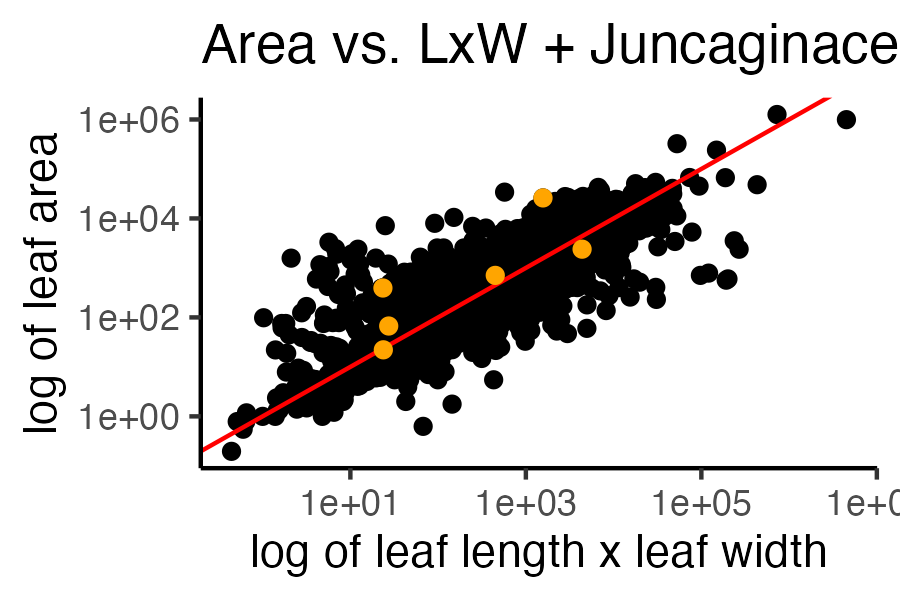 Area vs. LxW + Juncaginace
log of leaf area
1e+06
1e+04
1e+02
1e+00
1e+01
1e+03
1e+05
1e+0
log of leaf length x leaf width